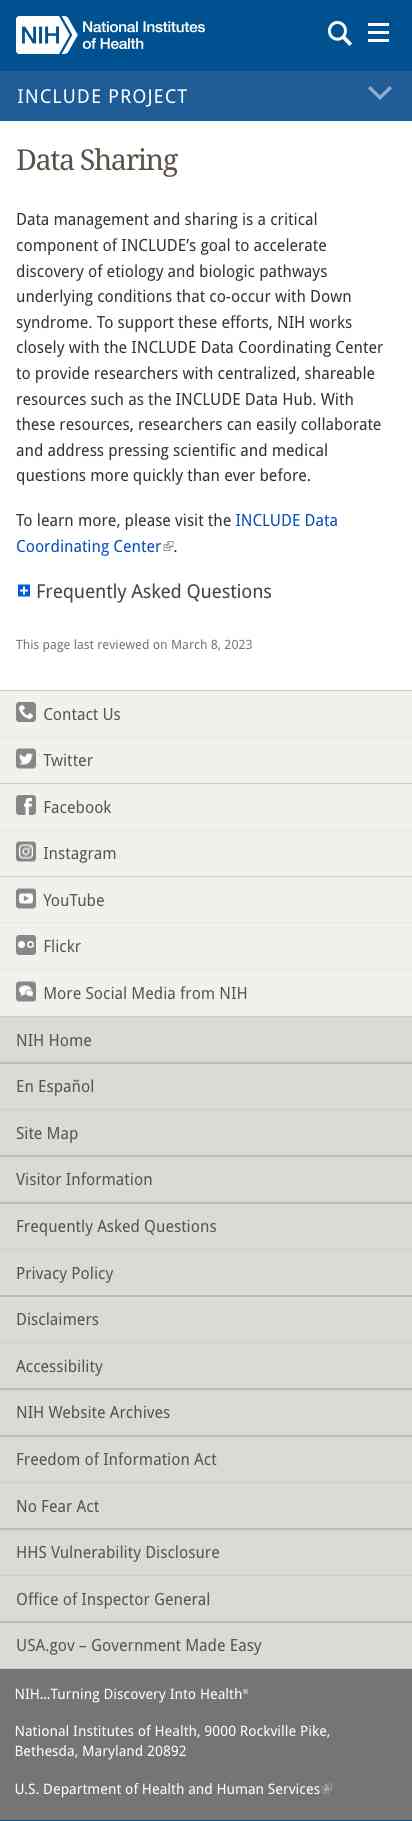 NIH National Institutes
of Health
INCLUDE PROJECT
Data Sharing
Data management and sharing is a critical
component of INCLUDE's goal to accelerate
discovery of etiology and biologic pathways
underlying conditions that co-occur with Down
syndrome. To support these efforts, NIH works
closely with the INCLUDE Data Coordinating Center
to provide researchers with centralized, shareable
resources such as the INCLUDE Data Hub. With
these resources, researchers can easily collaborate
and address pressing scientific and medical
questions more quickly than ever before.
To learn more, please visit the INCLUDE Data
Coordinating Center.
Frequently Asked Questions
This page last reviewed on March 8, 2023
Contact Us
Twitter
Facebook
Instagram
YouTube
Flickr
More Social Media from NIH
NIH Home
En Español
Site Map
Visitor Information
Frequently Asked Questions
Privacy Policy
Disclaimers
Accessibility
NIH Website Archives
Freedom of Information Act
No Fear Act
HHS Vulnerability Disclosure
Office of Inspector General
USA.gov – Government Made Easy
NIH...Turning Discovery Into Health®
National Institutes of Health, 9000 Rockville Pike,
Bethesda, Maryland 20892
U.S. Department of Health and Human Services